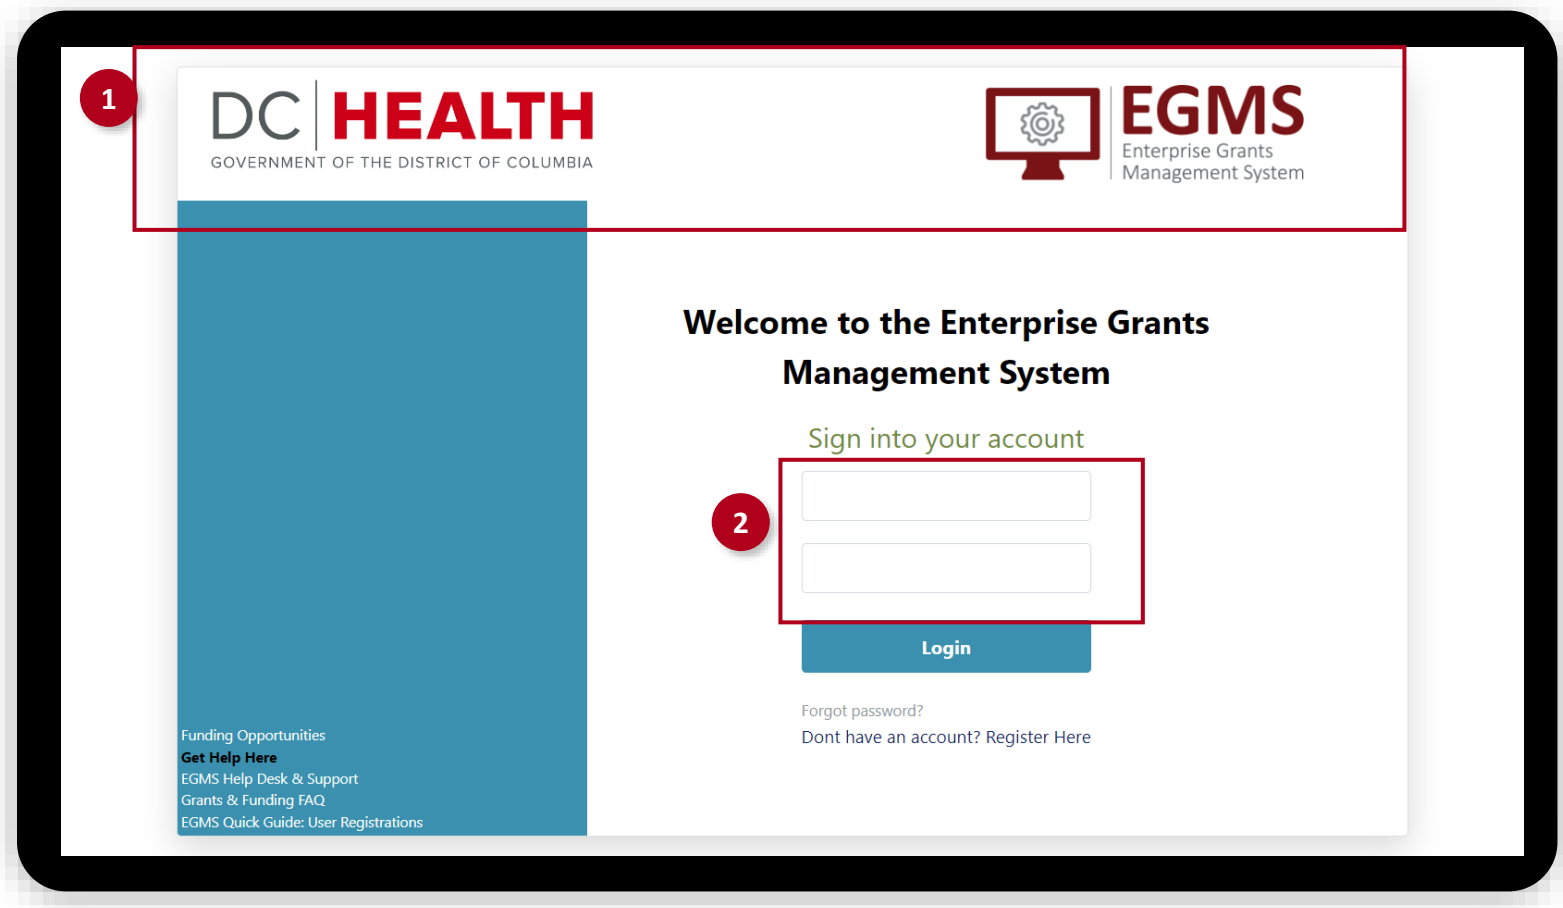 1
DC HEALTH
GOVERNMENT OF THE DISTRICT OF COLUMBIA
EGMS
Enterprise Grants
Management System
Welcome to the Enterprise Grants
Management System
Sign into your account
2
Login
Forgot password?
Dont have an account? Register Here
Funding Opportunities
Get Help Here
EGMS Help Desk & Support
Grants & Funding FAQ
EGMS Quick Guide: User Registrations